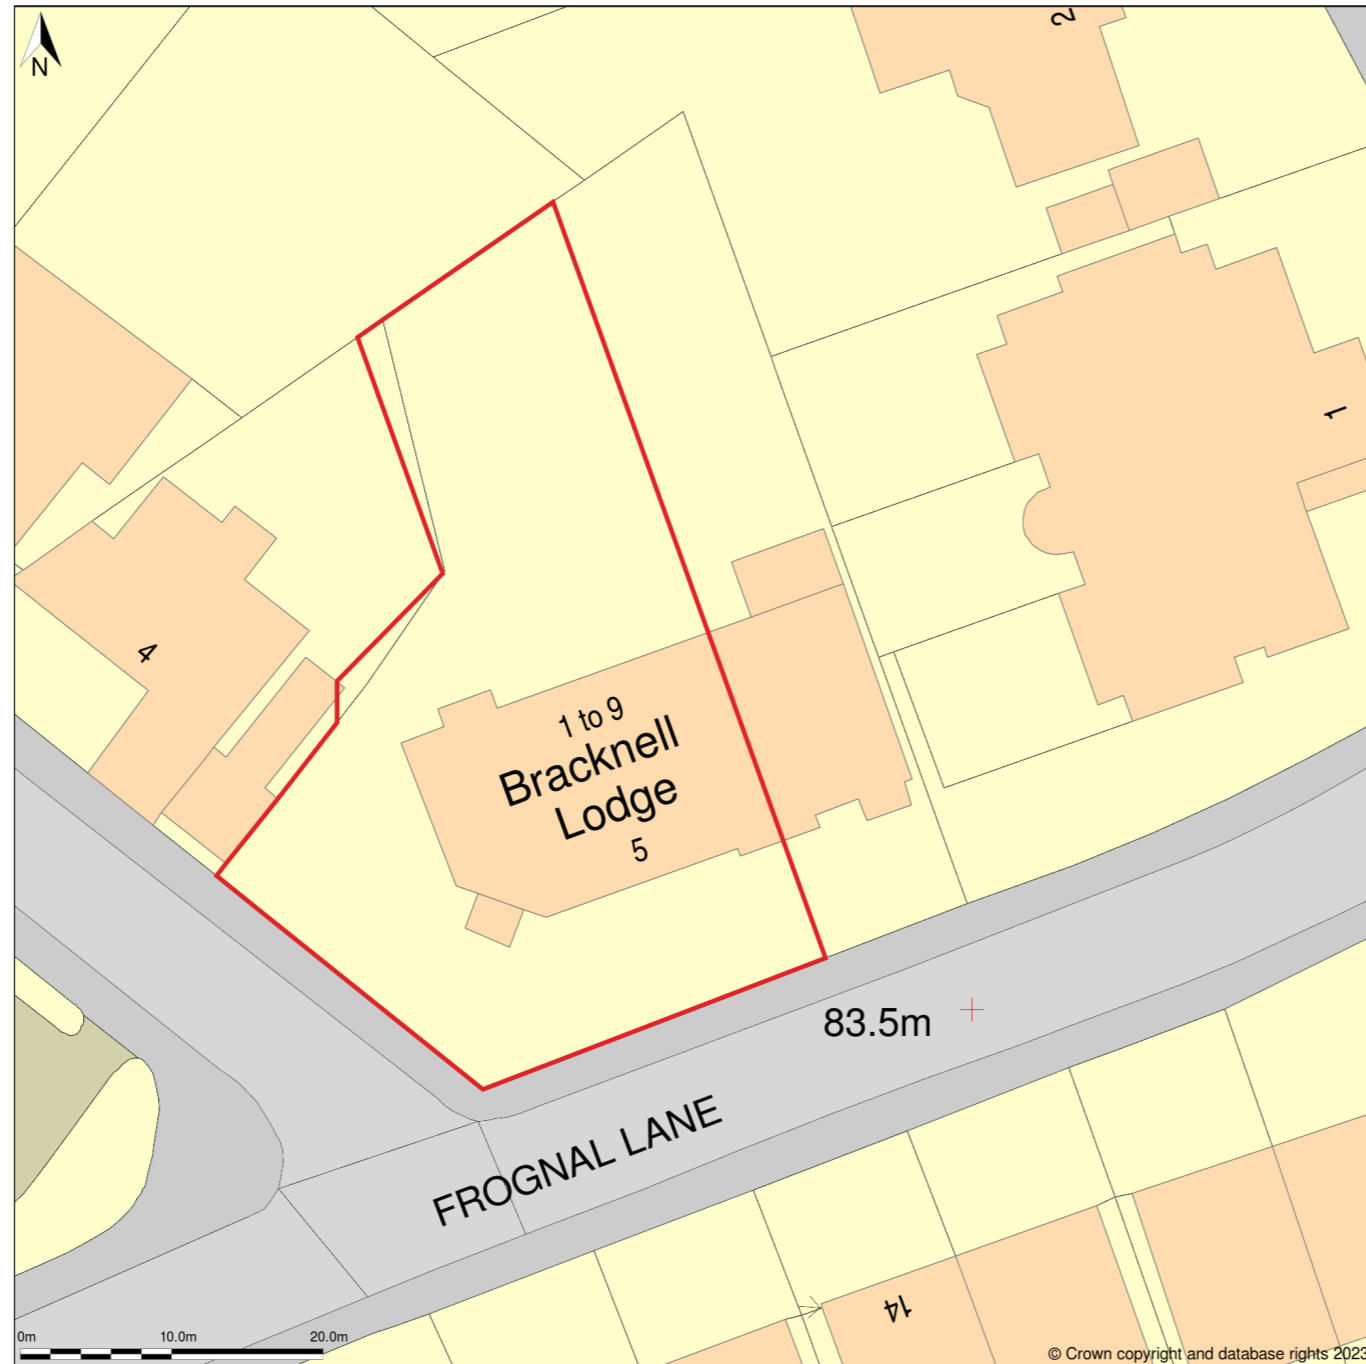 N
2
1
4
1 to 9
Bracknell
Lodge
5
83.5m
FROGNAL LANE
14
0m 10.0m 20.0m
© Crown copyright and database rights 2023